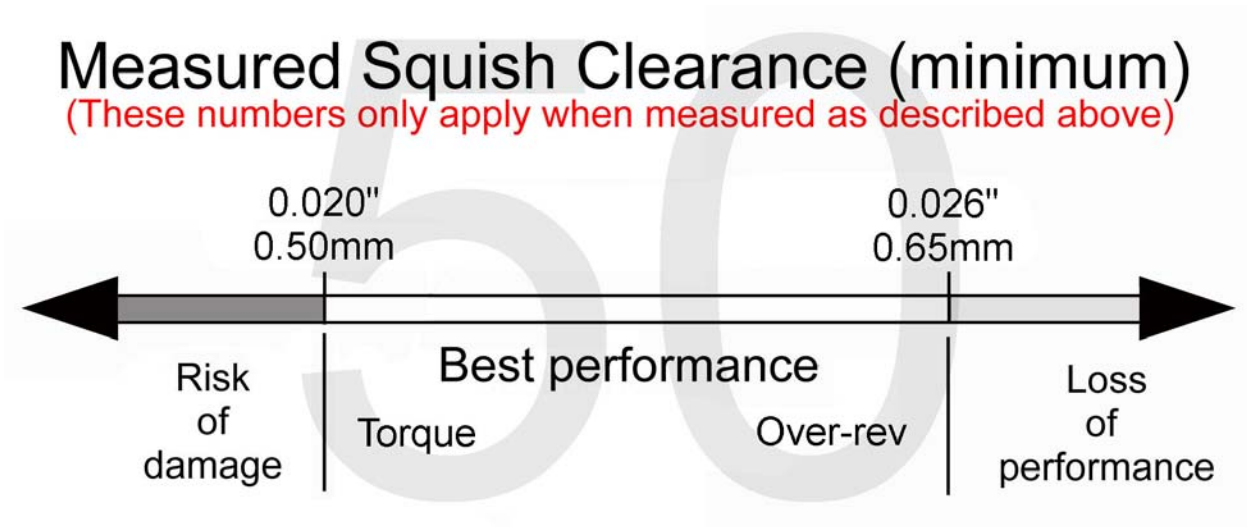 Measured Squish Clearance (minimum)
(These numbers only apply when measured as described above)
50
0.020"
0.50mm
0.026"
0.65mm
Risk
of
damage
Best performance
Torque
Over-rev
Loss
of
performance